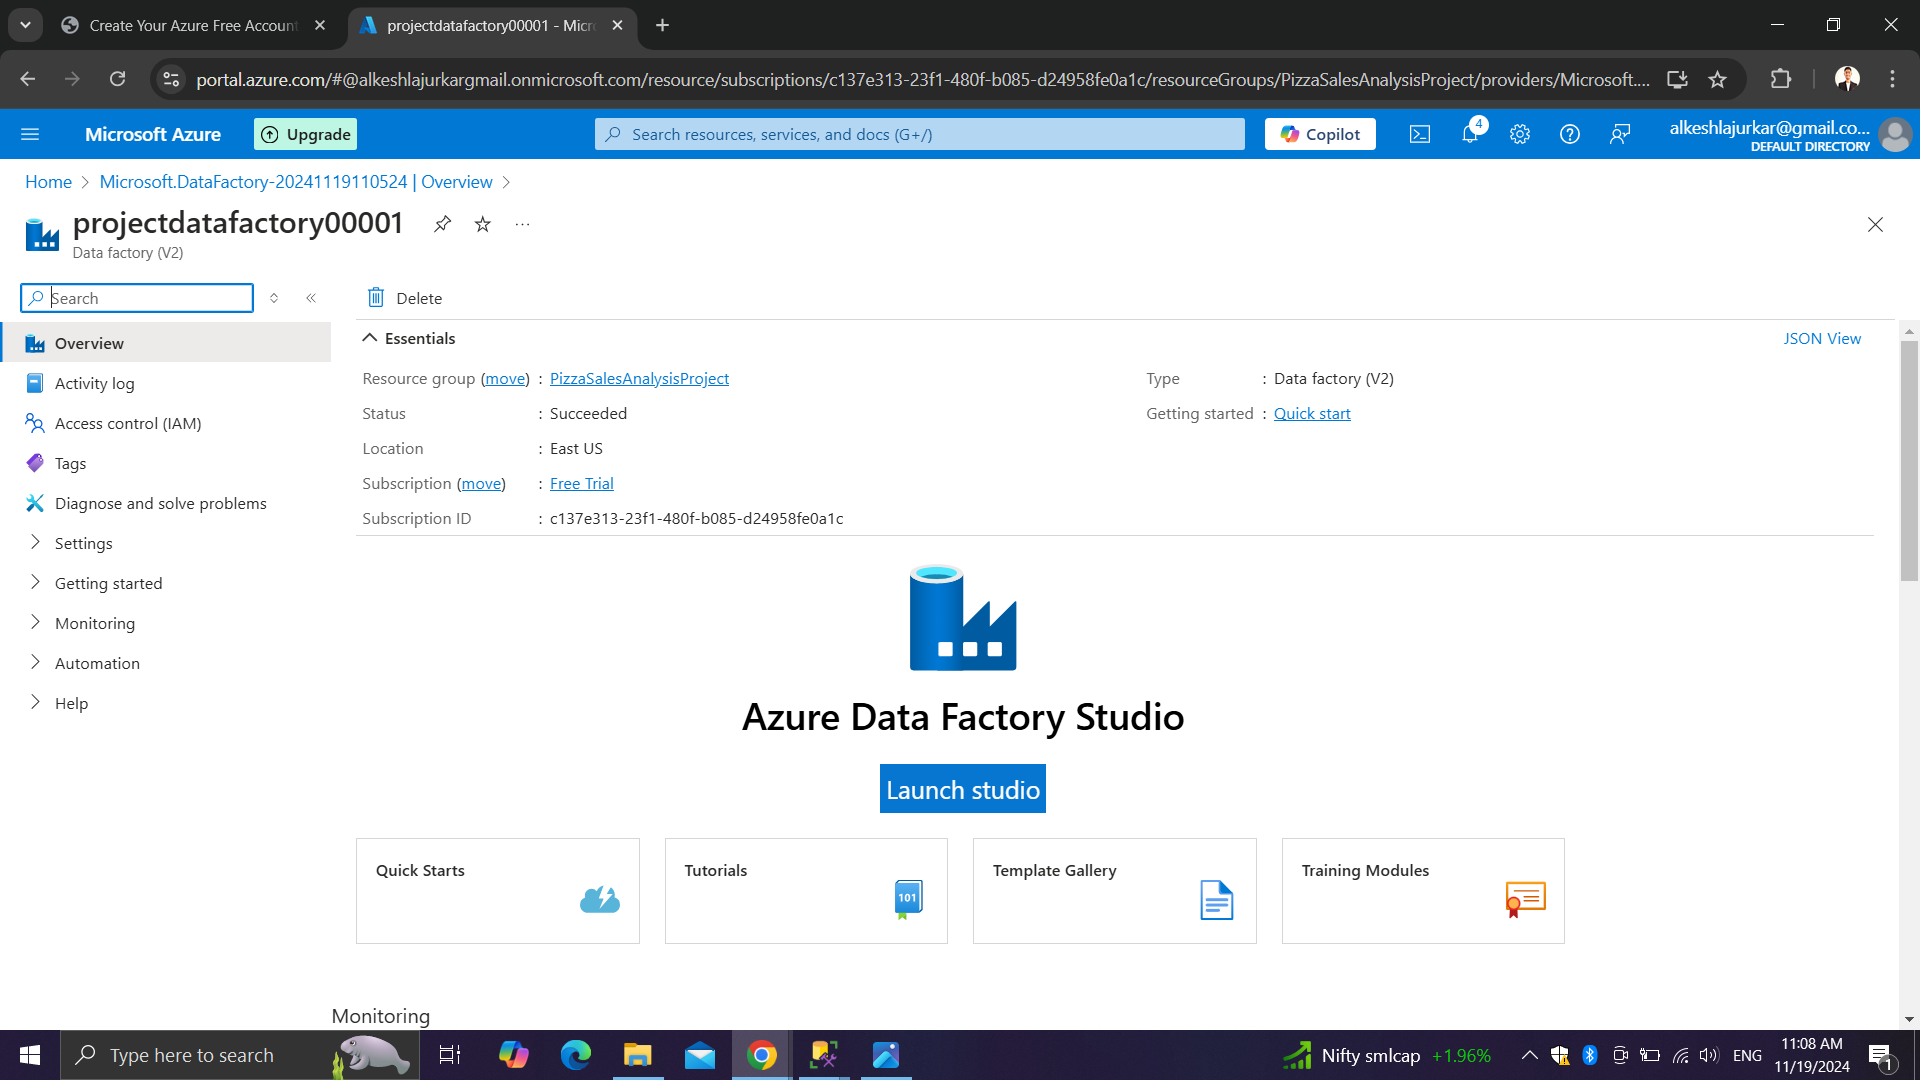 Create Your Azure Free Accoun
projectdatafactory00001 - Micr
portal.azure.com/#@alkeshlajurkargmail.onmicrosoft.com/resource/subscriptions/c137e313-23f1-480f-b085-d24958fe0a1c/resourceGroups/PizzaSalesAnalysisProject/providers/Microsoft....
Microsoft Azure
Upgrade
Search resources, services, and docs (G+/)
Copilot
4
alkeshlajurkar@gmail.co...
DEFAULT DIRECTORY
Home > Microsoft.DataFactory-20241119110524 | Overview >
projectdatafactory00001
Data factory (V2)
Search
Delete
Overview
Activity log
Access control (IAM)
Tags
Diagnose and solve problems
Settings
Getting started
Monitoring
Automation
Help
Essentials
JSON View
Resource group (move) : PizzaSalesAnalysisProject
Status : Succeeded
Location : East US
Subscription (move) : Free Trial
Subscription ID : c137e313-23f1-480f-b085-d24958fe0a1c
Type : Data factory (V2)
Getting started : Quick start
Azure Data Factory Studio
Launch studio
Quick Starts
Tutorials
101
Template Gallery
Training Modules
Monitoring
Type here to search
Nifty smlcap +1.96%
ENG
11:08 AM
11/19/2024
1